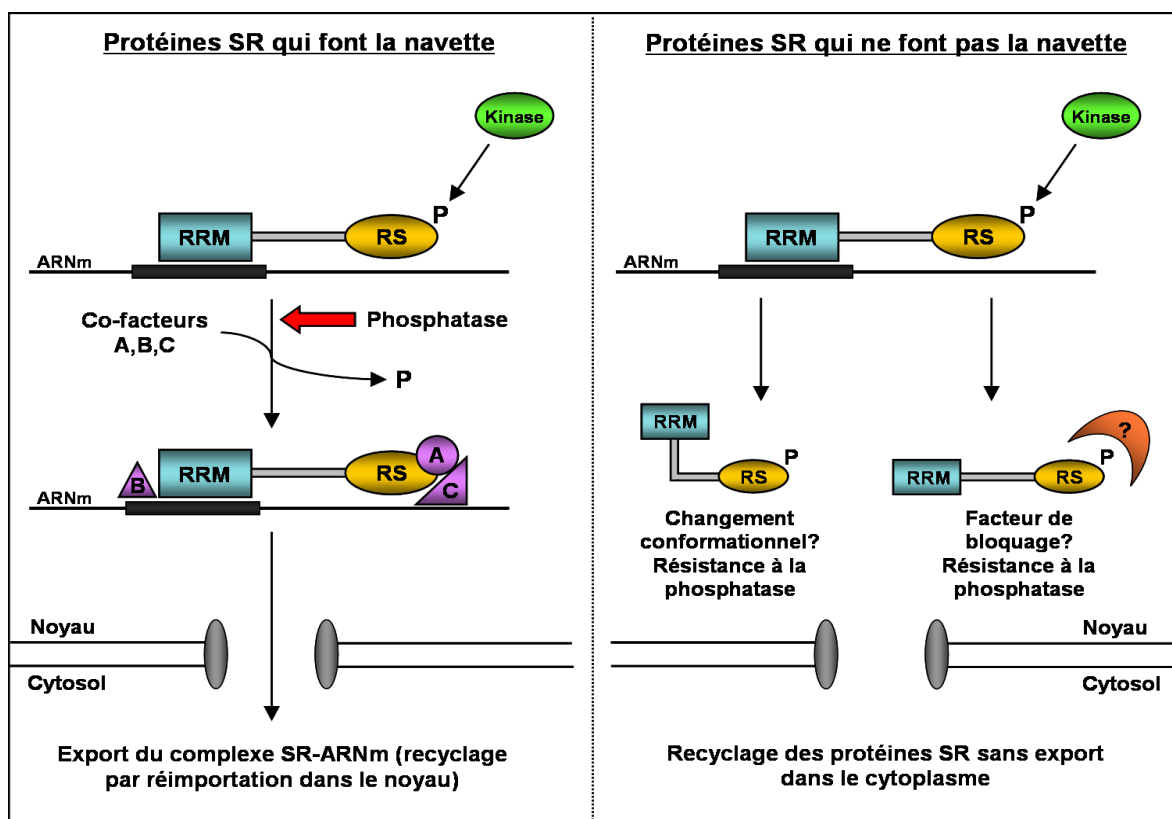 Protéines SR qui font la navette
Kinase
P
RRM
RS
ARNm
Co-facteurs
A,B,C
Phosphatase
P
B
RRM
RS
A
C
ARNm
Noyau
Cytosol
Export du complexe SR-ARNm (recyclage
par réimportation dans le noyau)
Protéines SR qui ne font pas la navette
Kinase
P
RRM
RS
ARNm
RRM
RS
P
Changement
conformationnel?
Résistance à la
phosphatase
?
P
RRM
RS
Facteur de
bloquage?
Résistance à la
phosphatase
Noyau
Cytosol
Recyclage des protéines SR sans export
dans le cytoplasme